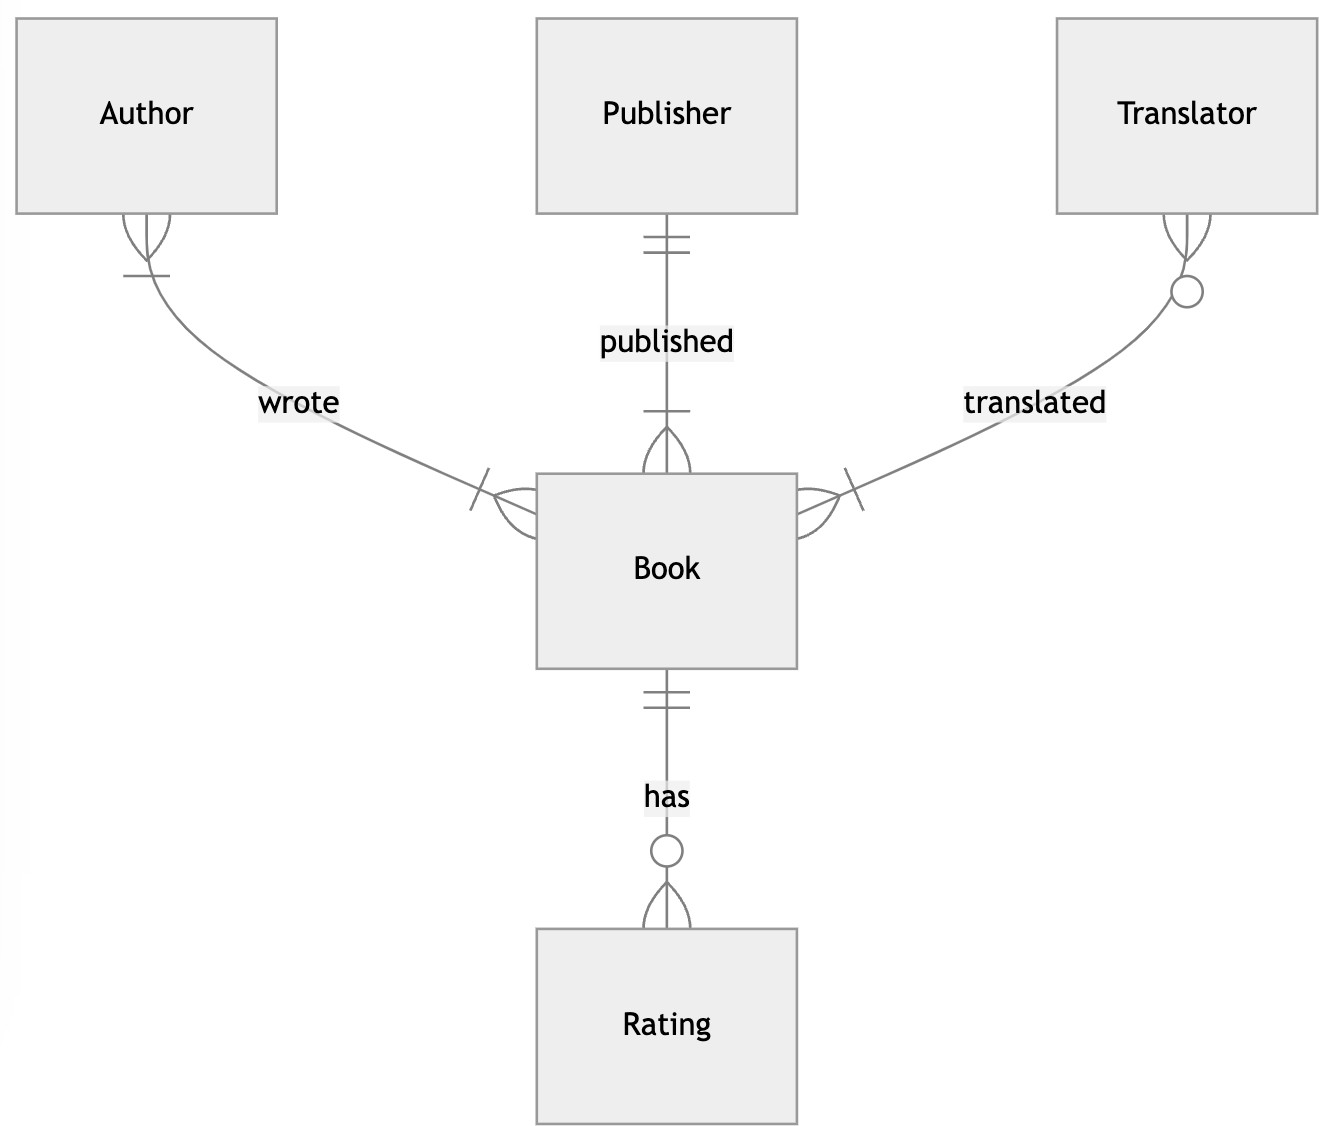 Author
Publisher
Translator
published
wrote
translated
Book
has
Rating